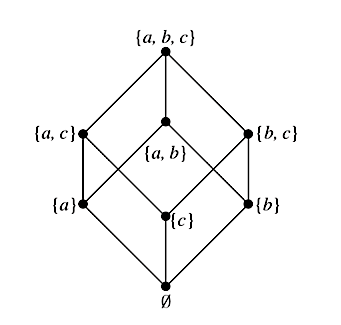 {a, b, c}
{a, c}
{b, c}
{a, b}
{a}
{c}
{b}
∅